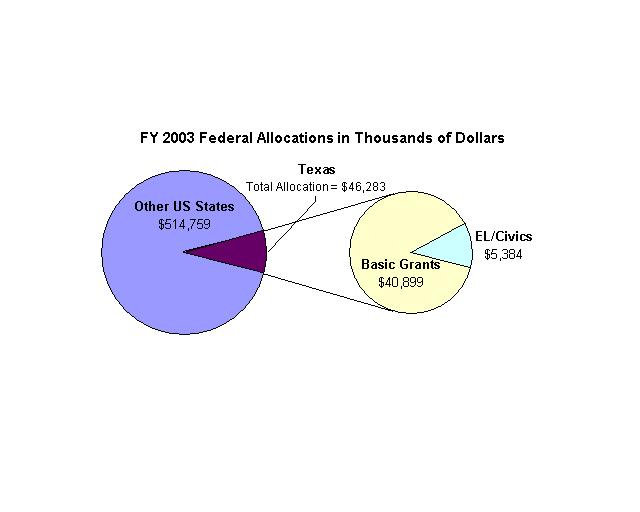 FY 2003 Federal Allocations in Thousands of Dollars
Texas
Total Allocation = $46,283
Other US States
$514,759
EL/Civics
$5,384
Basic Grants
$40,899